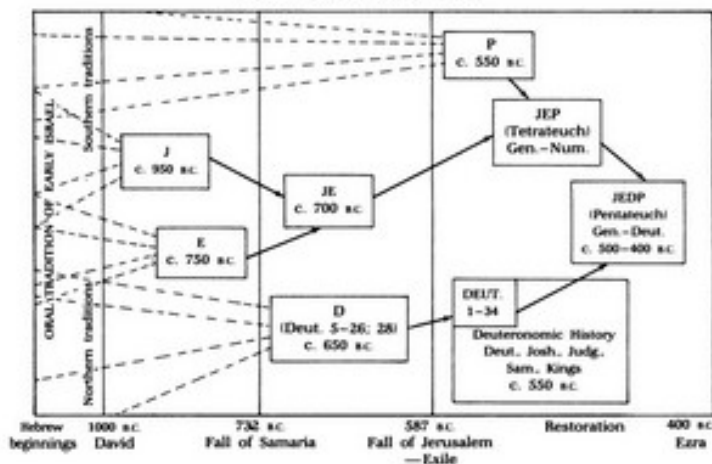 ORAL TRADITION OF EARLY ISRAEL
Southern traditions
Northern traditions
P
c. 550 B.C.
J
c. 950 B.C.
E
c. 750 B.C.
JE
c. 700 B.C.
JEP
(Tetrateuch)
Gen.–Num.
JEDP
(Pentateuch)
Gen.–Deut.
c. 500–400 B.C.
D
(Deut. 5–26; 28)
c. 650 B.C.
DEUT.
1–34
Deuteronomic History
Deut., Josh., Judg.,
Sam., Kings
c. 550 B.C.
Hebrew
beginnings
1000 B.C.
David
732 B.C.
Fall of Samaria
587 B.C.
Fall of Jerusalem
—Exile
Restoration
400 B.C.
Ezra